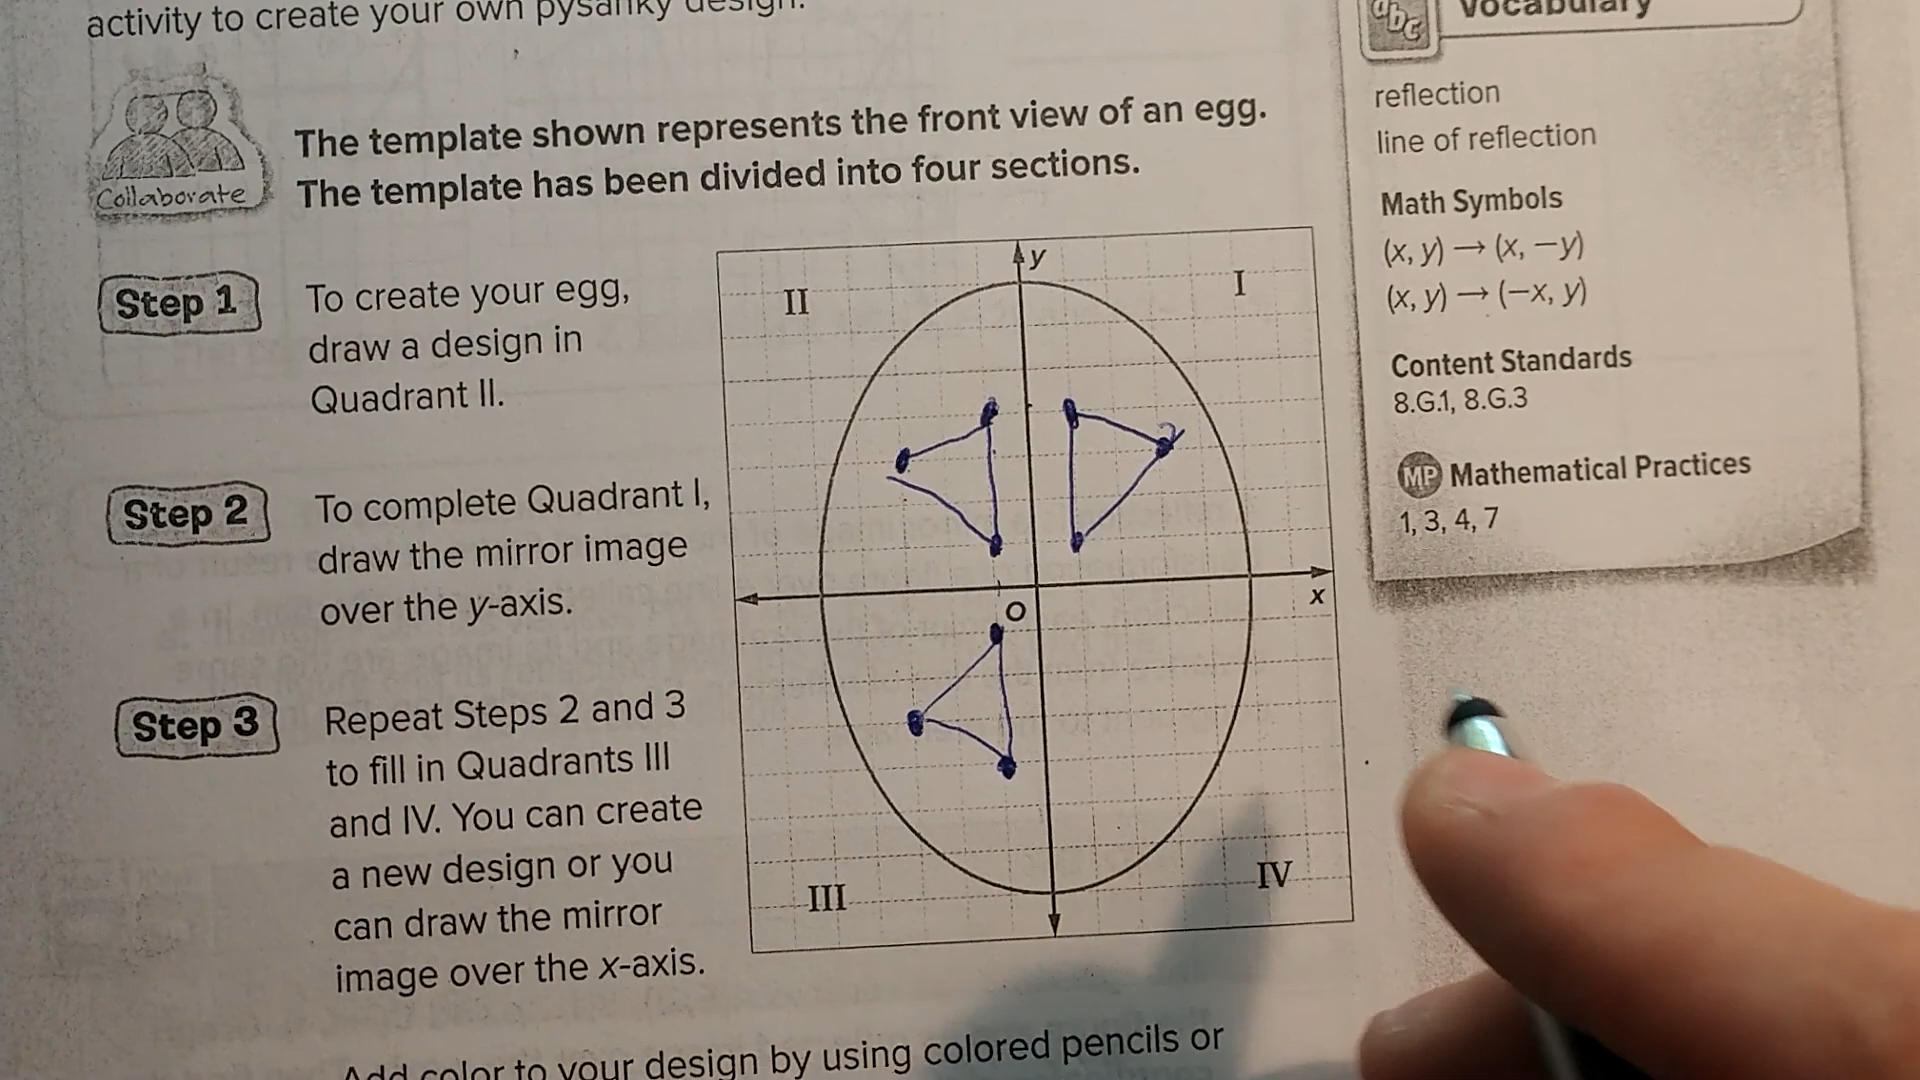 activity to create your own pysanky design.
Collaborate
The template shown represents the front view of an egg.
The template has been divided into four sections.
Step 1
To create your egg,
draw a design in
Quadrant II.
Step 2
To complete Quadrant I,
draw the mirror image
over the y-axis.
Step 3
Repeat Steps 2 and 3
to fill in Quadrants III
and IV. You can create
a new design or you
can draw the mirror
image over the x-axis.
Add color to your design by using colored pencils or
y
II
I
O
x
III
IV
abc
Vocabulary
reflection
line of reflection
Math Symbols
(x, y) → (x, −y)
(x, y) → (−x, y)
Content Standards
8.G.1, 8.G.3
MP Mathematical Practices
1, 3, 4, 7